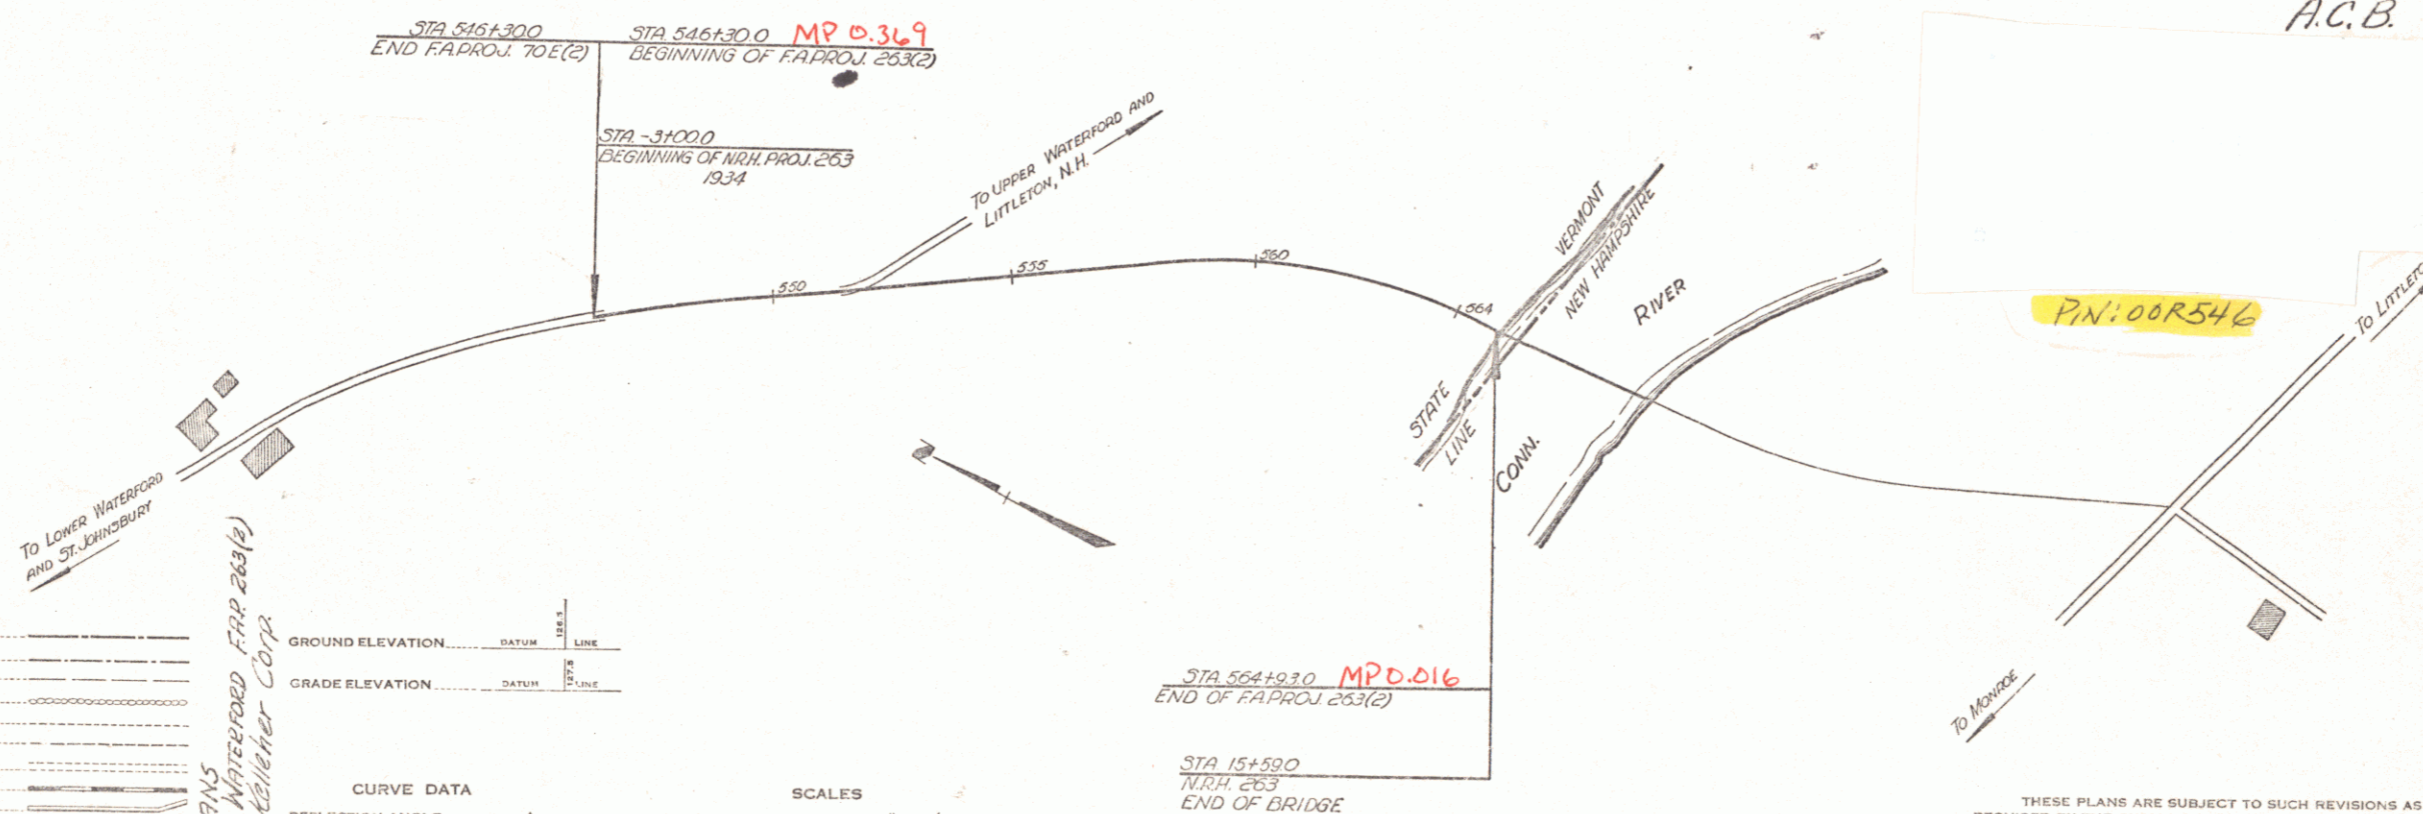 A.C.B.
STA. 546+30.0
END F.A.PROJ. 70E(2)
STA. 546+30.0 MP 0.369
BEGINNING OF F.A.PROJ. 263(2)
STA. -3+00.0
BEGINNING OF N.R.H. PROJ. 263
1934
TO UPPER WATERFORD AND
LITTLETON, N.H.
550
555
560
564
VERMONT
NEW HAMPSHIRE
STATE
LINE
CONN.
RIVER
PIN: 00R546
TO LITTLETO
TO LOWER WATERFORD
AND ST. JOHNSBURY
TO MONROE
WATERFORD F.A.P. 263(2)
Kelleher Corp.
GROUND ELEVATION DATUM 126.5 LINE
GRADE ELEVATION DATUM 127.8 LINE
STA. 564+93.0 MP 0.016
END OF F.A.PROJ. 263(2)
STA 15+59.0
N.R.H. 263
END OF BRIDGE
CURVE DATA
SCALES
THESE PLANS ARE SUBJECT TO SUCH REVISIONS AS